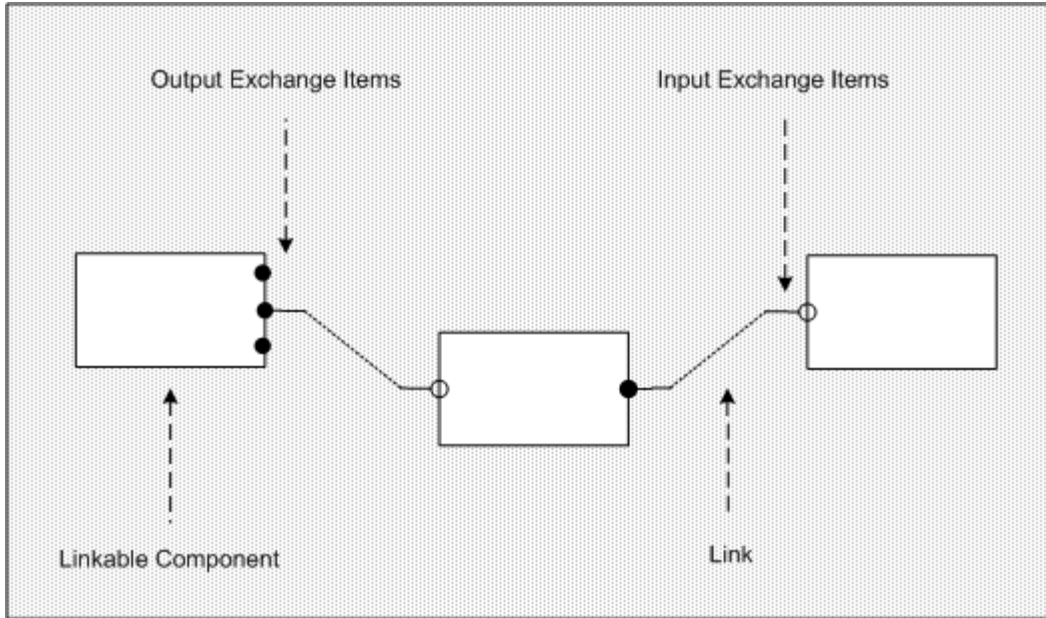 Output Exchange Items
Input Exchange Items
Linkable Component
Link